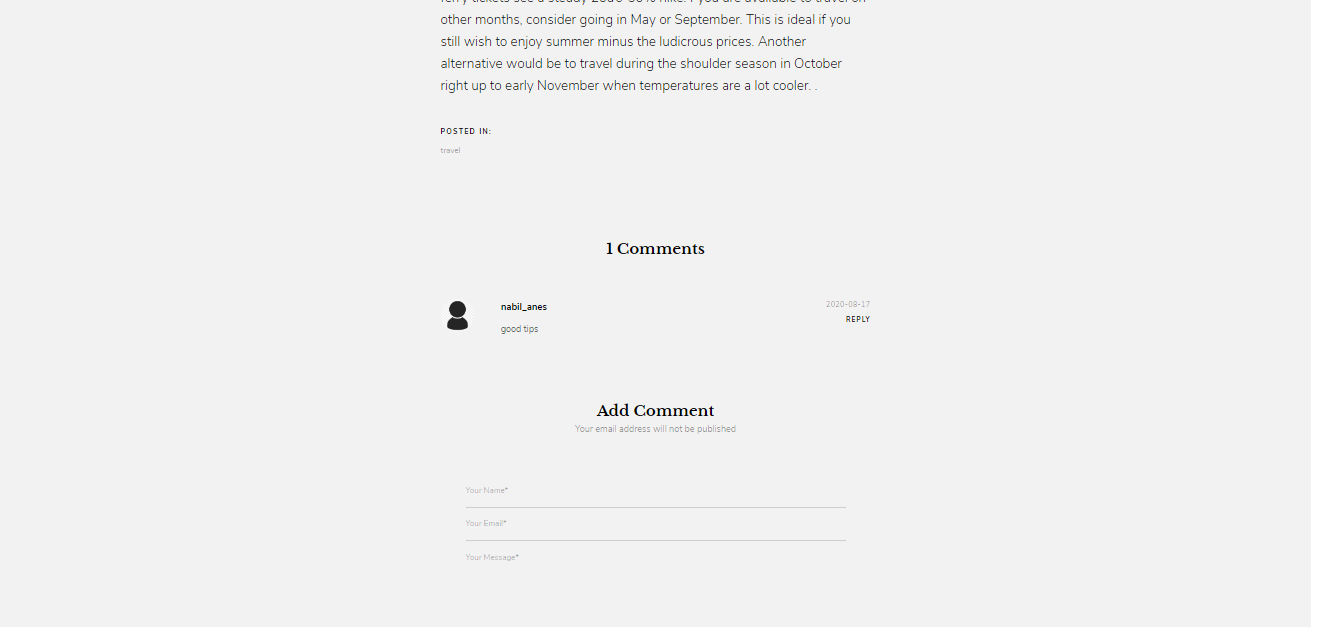 other months, consider going in May or September. This is ideal if you
still wish to enjoy summer minus the ludicrous prices. Another
alternative would be to travel during the shoulder season in October
right up to early November when temperatures are a lot cooler. .
POSTED IN:
travel
1 Comments
nabil_anes
2020-08-17
REPLY
good tips
Add Comment
Your email address will not be published
Your Name*
Your Email*
Your Message*